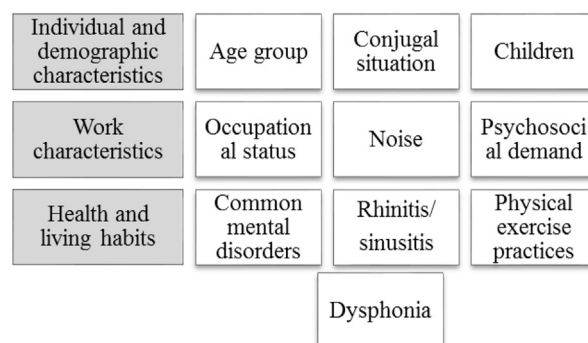 Individual and
demographic
characteristics
Age group
Conjugal
situation
Children
Work
characteristics
Occupation
al status
Noise
Psychosoci
al demand
Health and
living habits
Common
mental
disorders
Rhinitis/
sinusitis
Physical
exercise
practices
Dysphonia